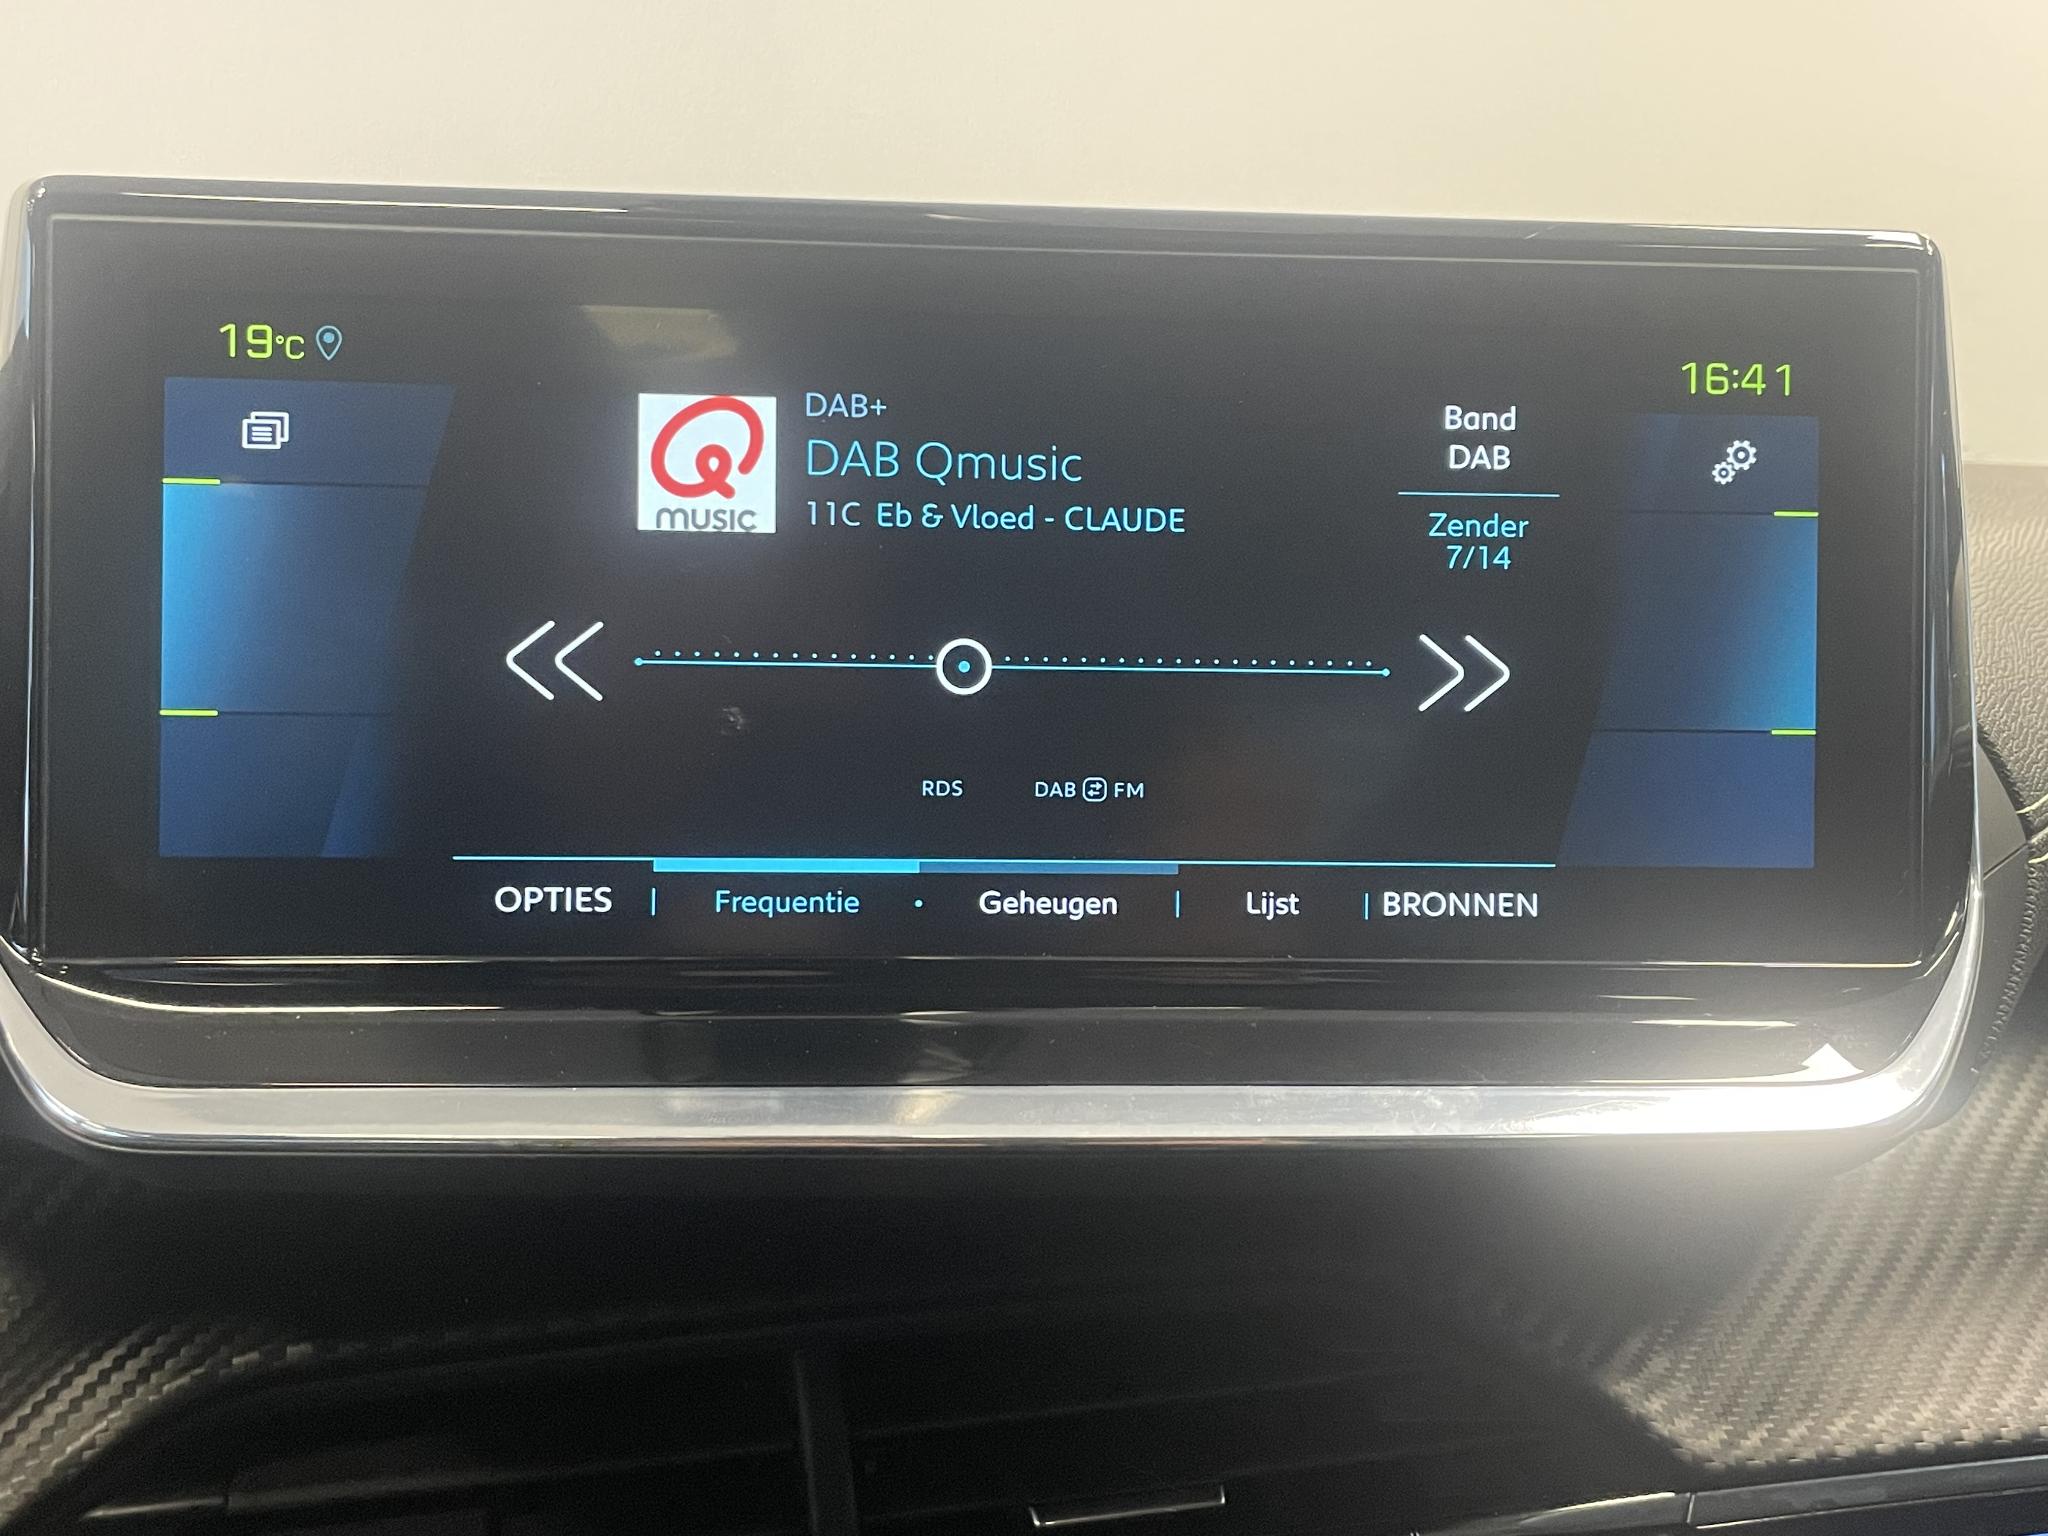 19°C
16:41
MUSIC
DAB+
DAB Qmusic
11C Eb & Vloed - CLAUDE
Band
DAB
Zender
7/14
RDS DAB FM
OPTIES | Frequentie • Geheugen | Lijst | BRONNEN